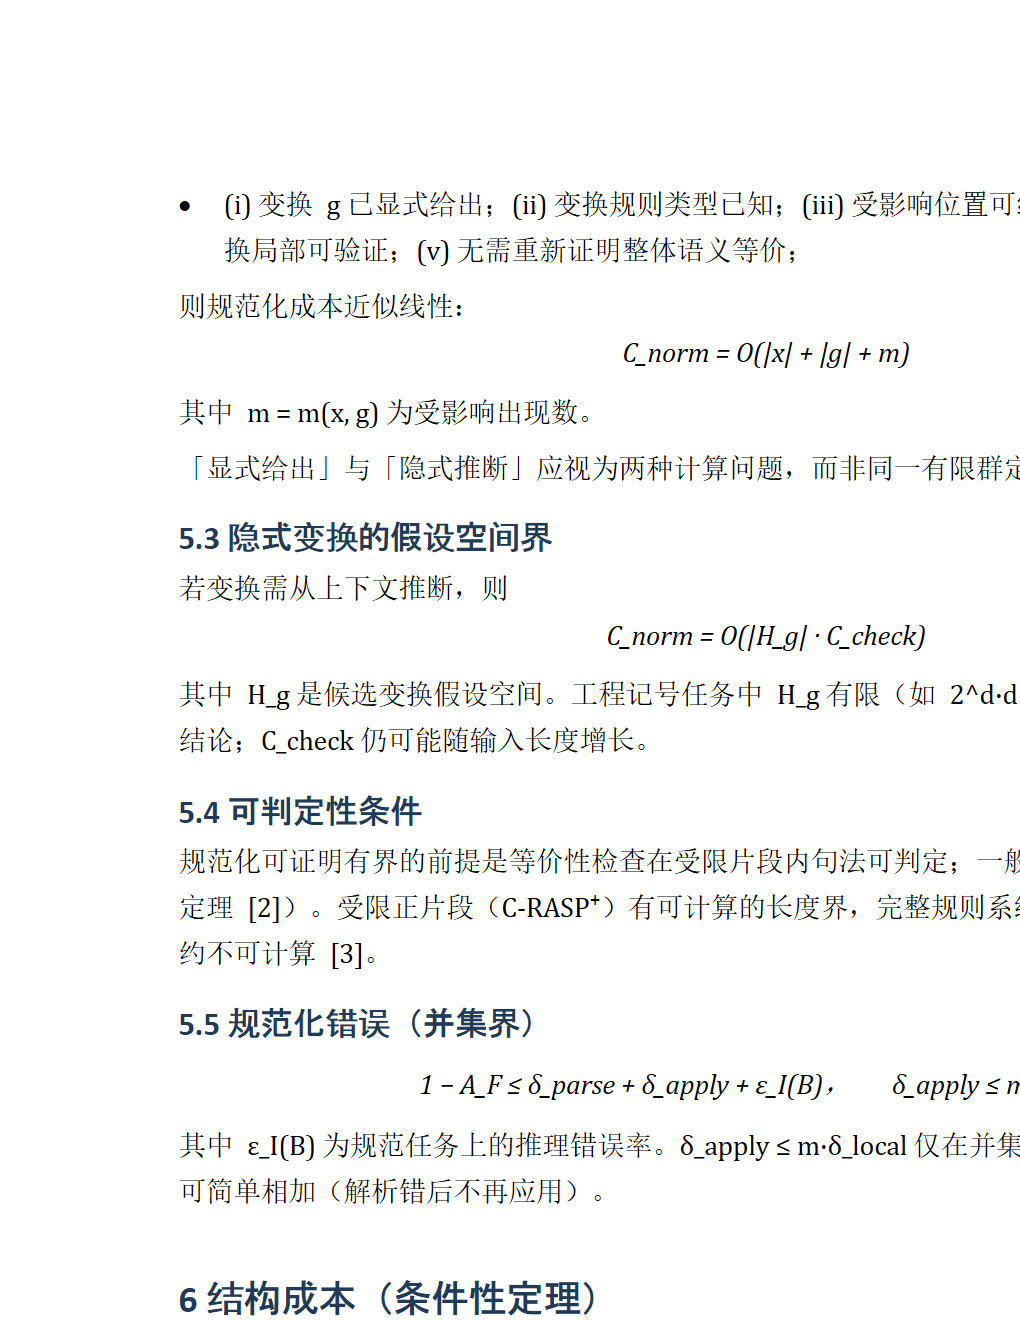 • (i) 变换 g 已显式给出；(ii) 变换规则类型已知；(iii) 受影响位置可
换局部可验证；(v) 无需重新证明整体语义等价；
则规范化成本近似线性：
C_norm = O(|x| + |g| + m)
其中 m = m(x, g) 为受影响出现数。
「显式给出」与「隐式推断」应视为两种计算问题，而非同一有限群定
5.3 隐式变换的假设空间界
若变换需从上下文推断，则
C_norm = O(|H_g| · C_check)
其中 H_g 是候选变换假设空间。工程记号任务中 H_g 有限（如 2^d·d
结论；C_check 仍可能随输入长度增长。
5.4 可判定性条件
规范化可证明有界的前提是等价性检查在受限片段内句法可判定；一般
定理 [2]）。受限正片段（C-RASP⁺）有可计算的长度界，完整规则系
约不可计算 [3]。
5.5 规范化错误（并集界）
1 − A_F ≤ δ_parse + δ_apply + ε_I(B)， δ_apply ≤ m
其中 ε_I(B) 为规范任务上的推理错误率。δ_apply ≤ m·δ_local 仅在并集
可简单相加（解析错后不再应用）。
6 结构成本（条件性定理）